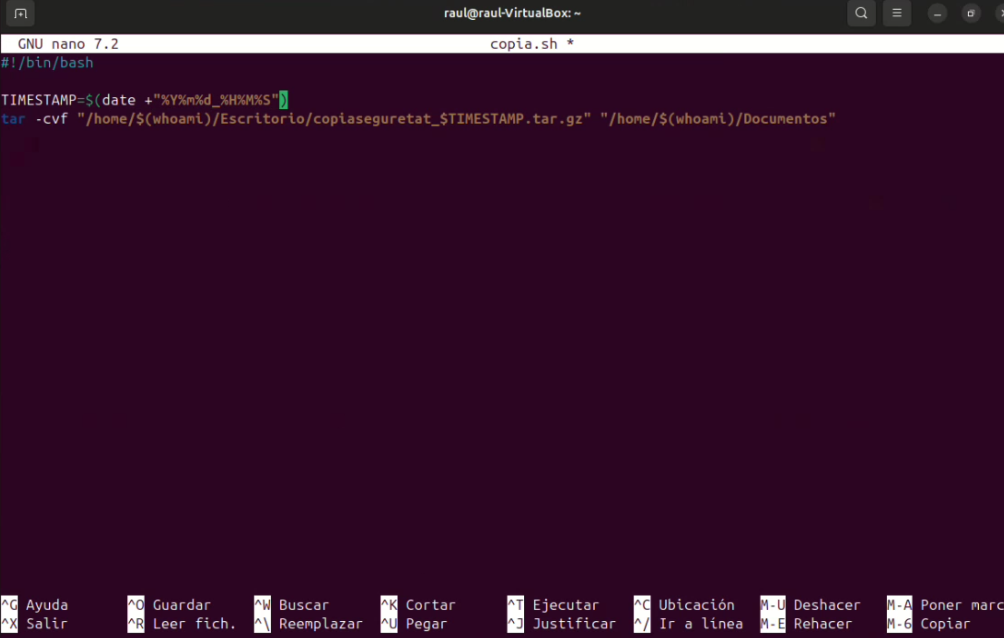 raul@raul-VirtualBox: ~
GNU nano 7.2 copia.sh *
#!/bin/bash
TIMESTAMP=$(date +"%Y%m%d_%H%M%S")
tar -cvf "/home/$(whoami)/Escritorio/copiaseguretat_$TIMESTAMP.tar.gz" "/home/$(whoami)/Documentos"
^G Ayuda ^O Guardar ^W Buscar ^K Cortar ^T Ejecutar ^C Ubicación M-U Deshacer M-A Poner marc
^X Salir ^R Leer fich. ^\ Reemplazar ^U Pegar ^J Justificar ^/ Ir a línea M-E Rehacer M-6 Copiar